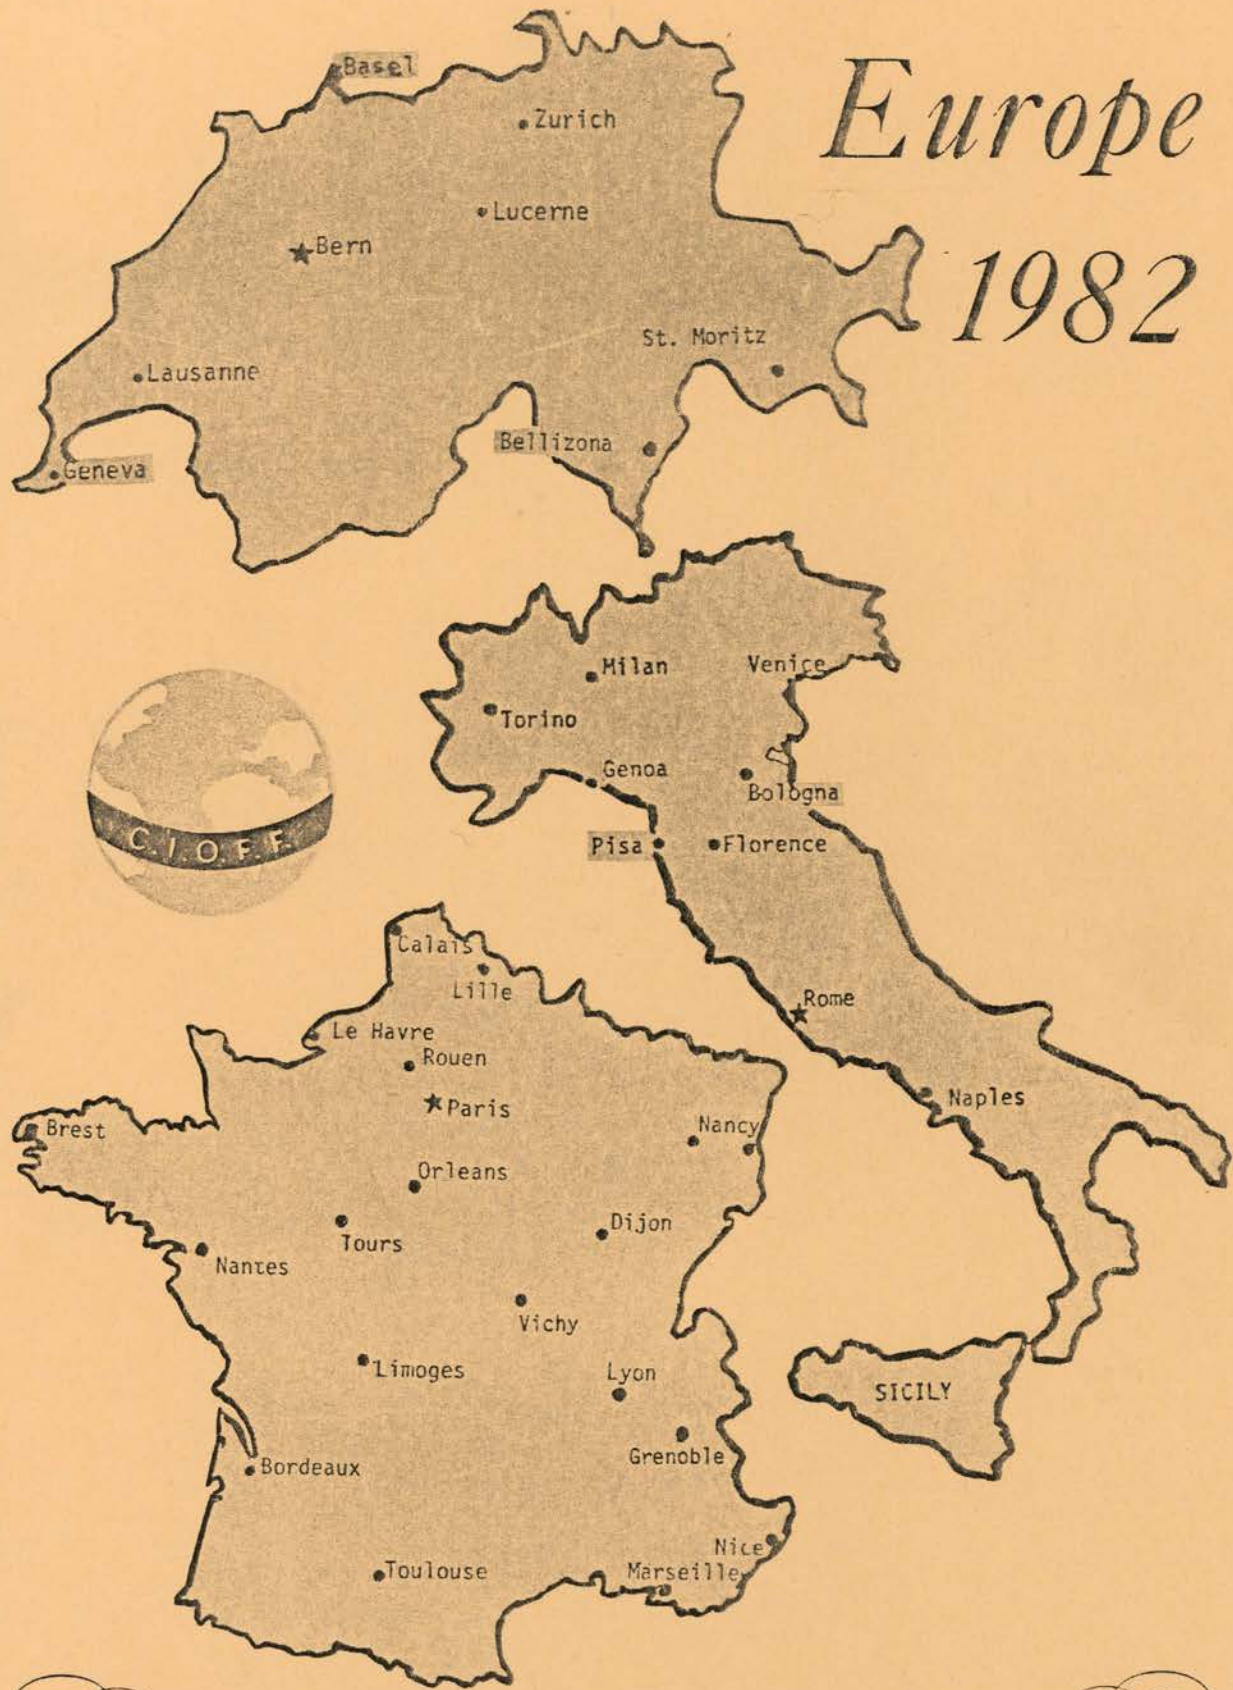 Europe
1982
Basel
Zurich
Lucerne
Bern
St. Moritz
Lausanne
Bellizona
Geneva
Milan
Venice
Torino
Genoa
Bologna
Pisa
Florence
Rome
Naples
SICILY
C.I.O.F.F.
Calais
Lille
Le Havre
Rouen
Paris
Brest
Nancy
Orleans
Dijon
Tours
Nantes
Vichy
Limoges
Lyon
Grenoble
Bordeaux
Nice
Marseille
Toulouse